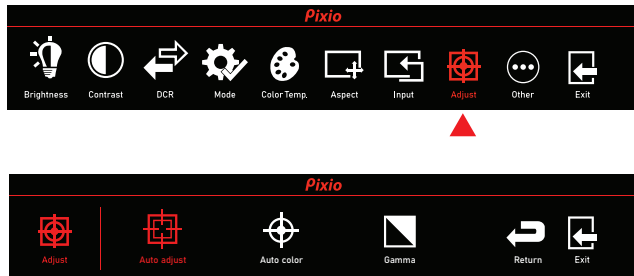 Pixio
Brightness Contrast DCR Mode Color Temp. Aspect Input Adjust Other Exit
Pixio
Adjust Auto adjust Auto color Gamma Return Exit